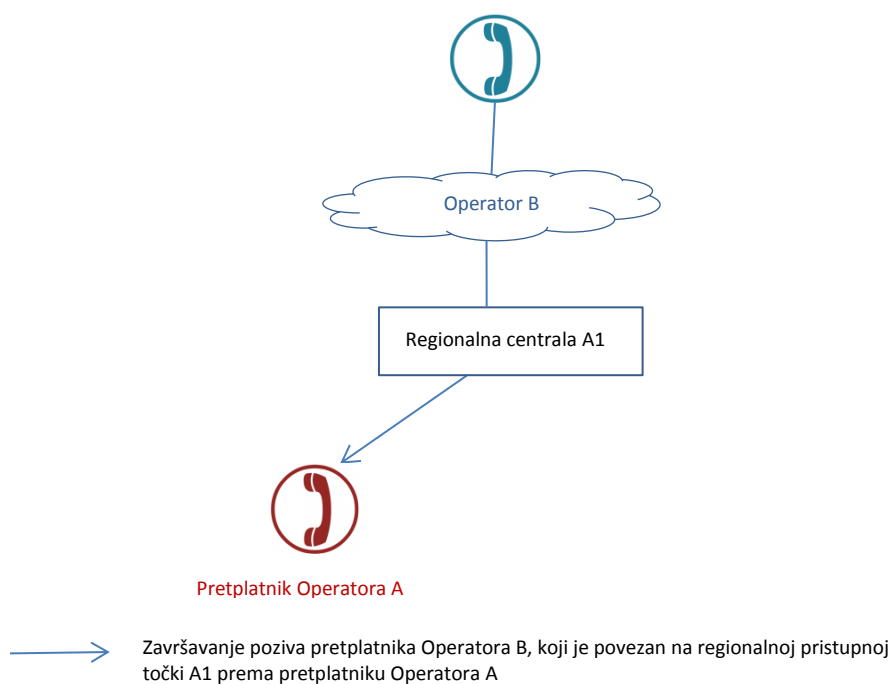 Operator B
Regionalna centrala A1
Pretplatnik Operatora A
Završavanje poziva pretplatnika Operatora B, koji je povezan na regionalnoj pristupnoj
točki A1 prema pretplatniku Operatora A